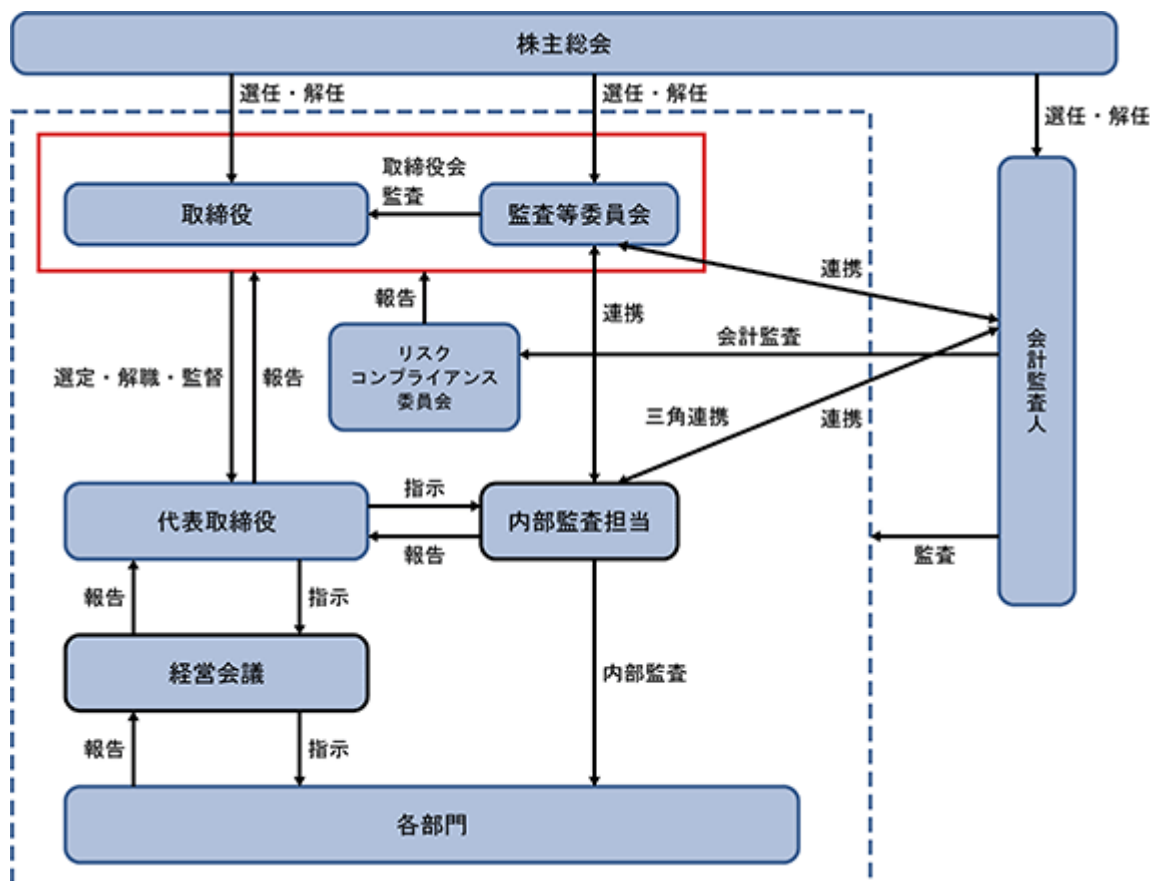 株主総会
選任・解任
選任・解任
選任・解任
取締役会
監査
取締役
監査等委員会
連携
報告
連携
会計監査
リスク
コンプライアンス
委員会
選定・解職・監督
報告
三角連携
連携
会計監査人
指示
代表取締役
内部監査担当
報告
監査
報告
指示
経営会議
内部監査
報告
指示
各部門